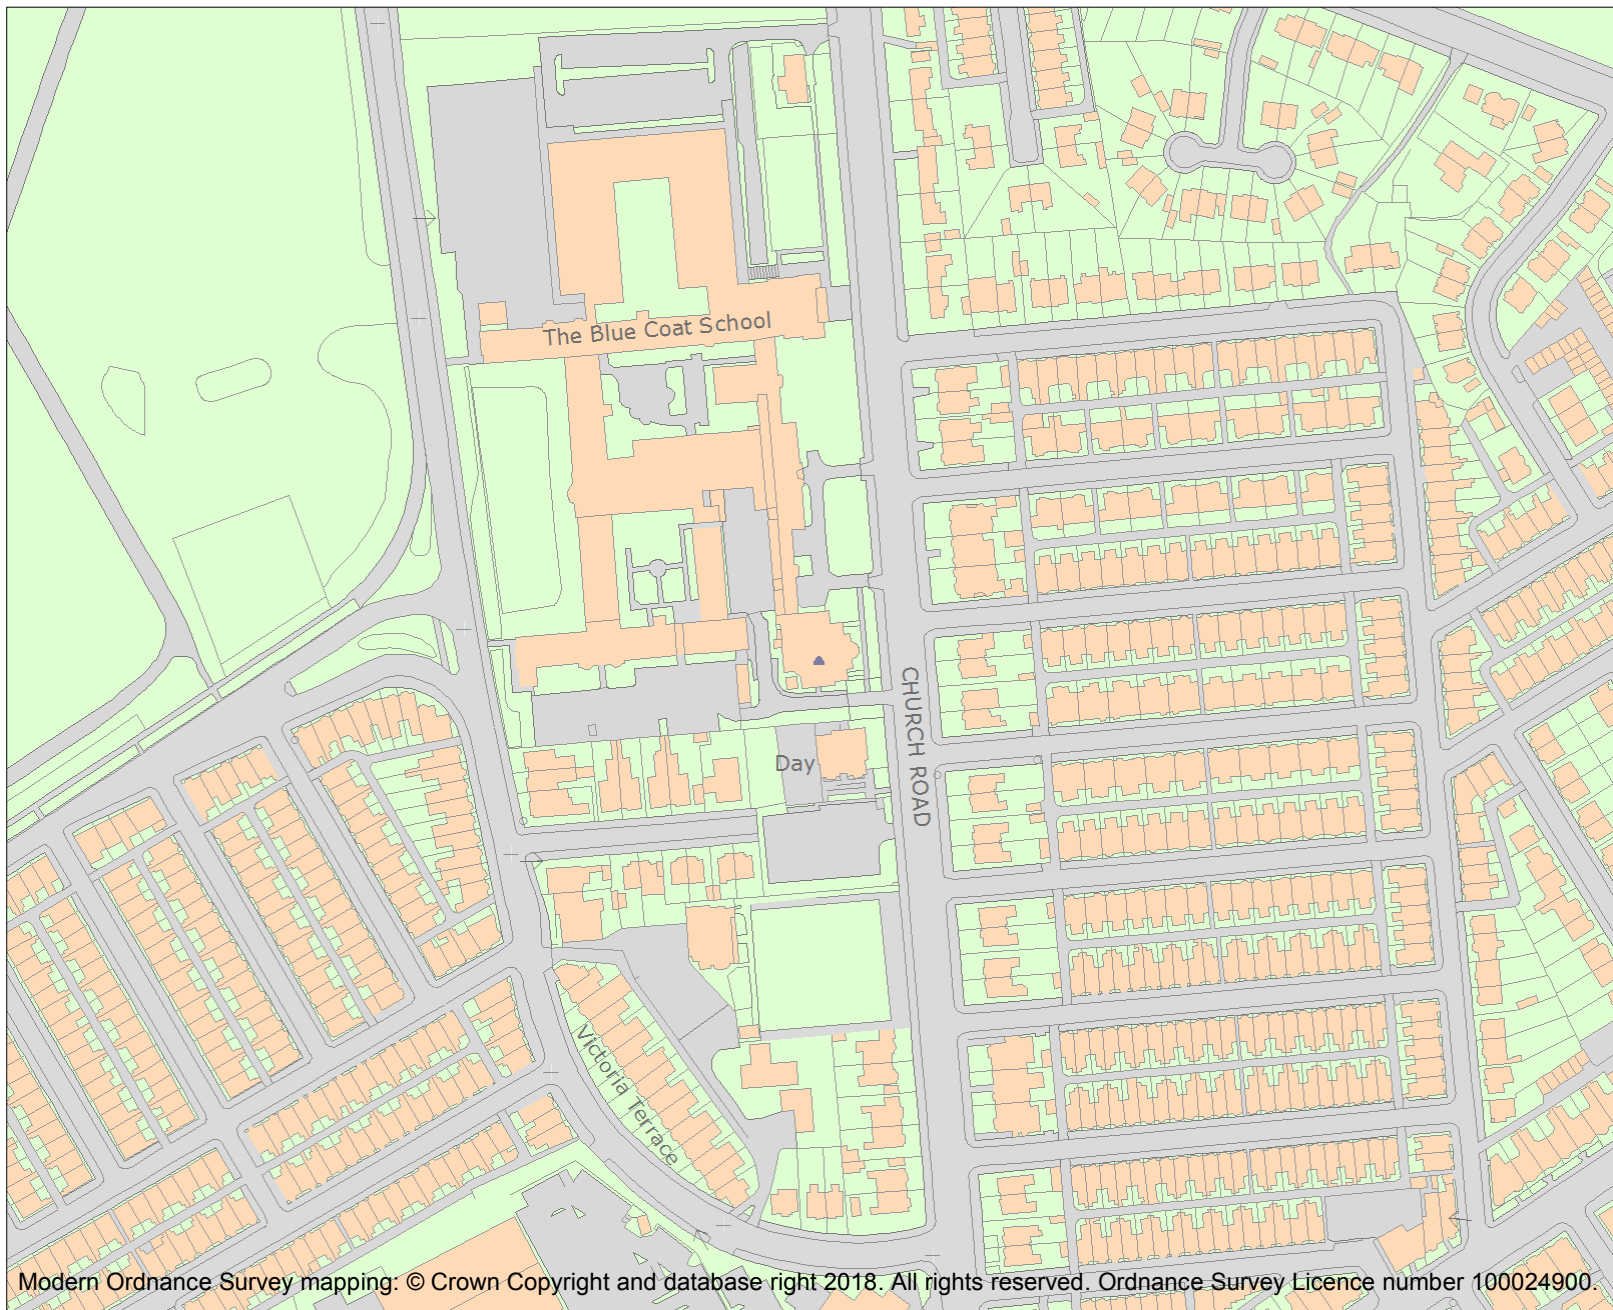 The Blue Coat School
CHURCH ROAD
Day
Victoria Terrace
Modern Ordnance Survey mapping: © Crown Copyright and database right 2018. All rights reserved. Ordnance Survey Licence number 100024900.